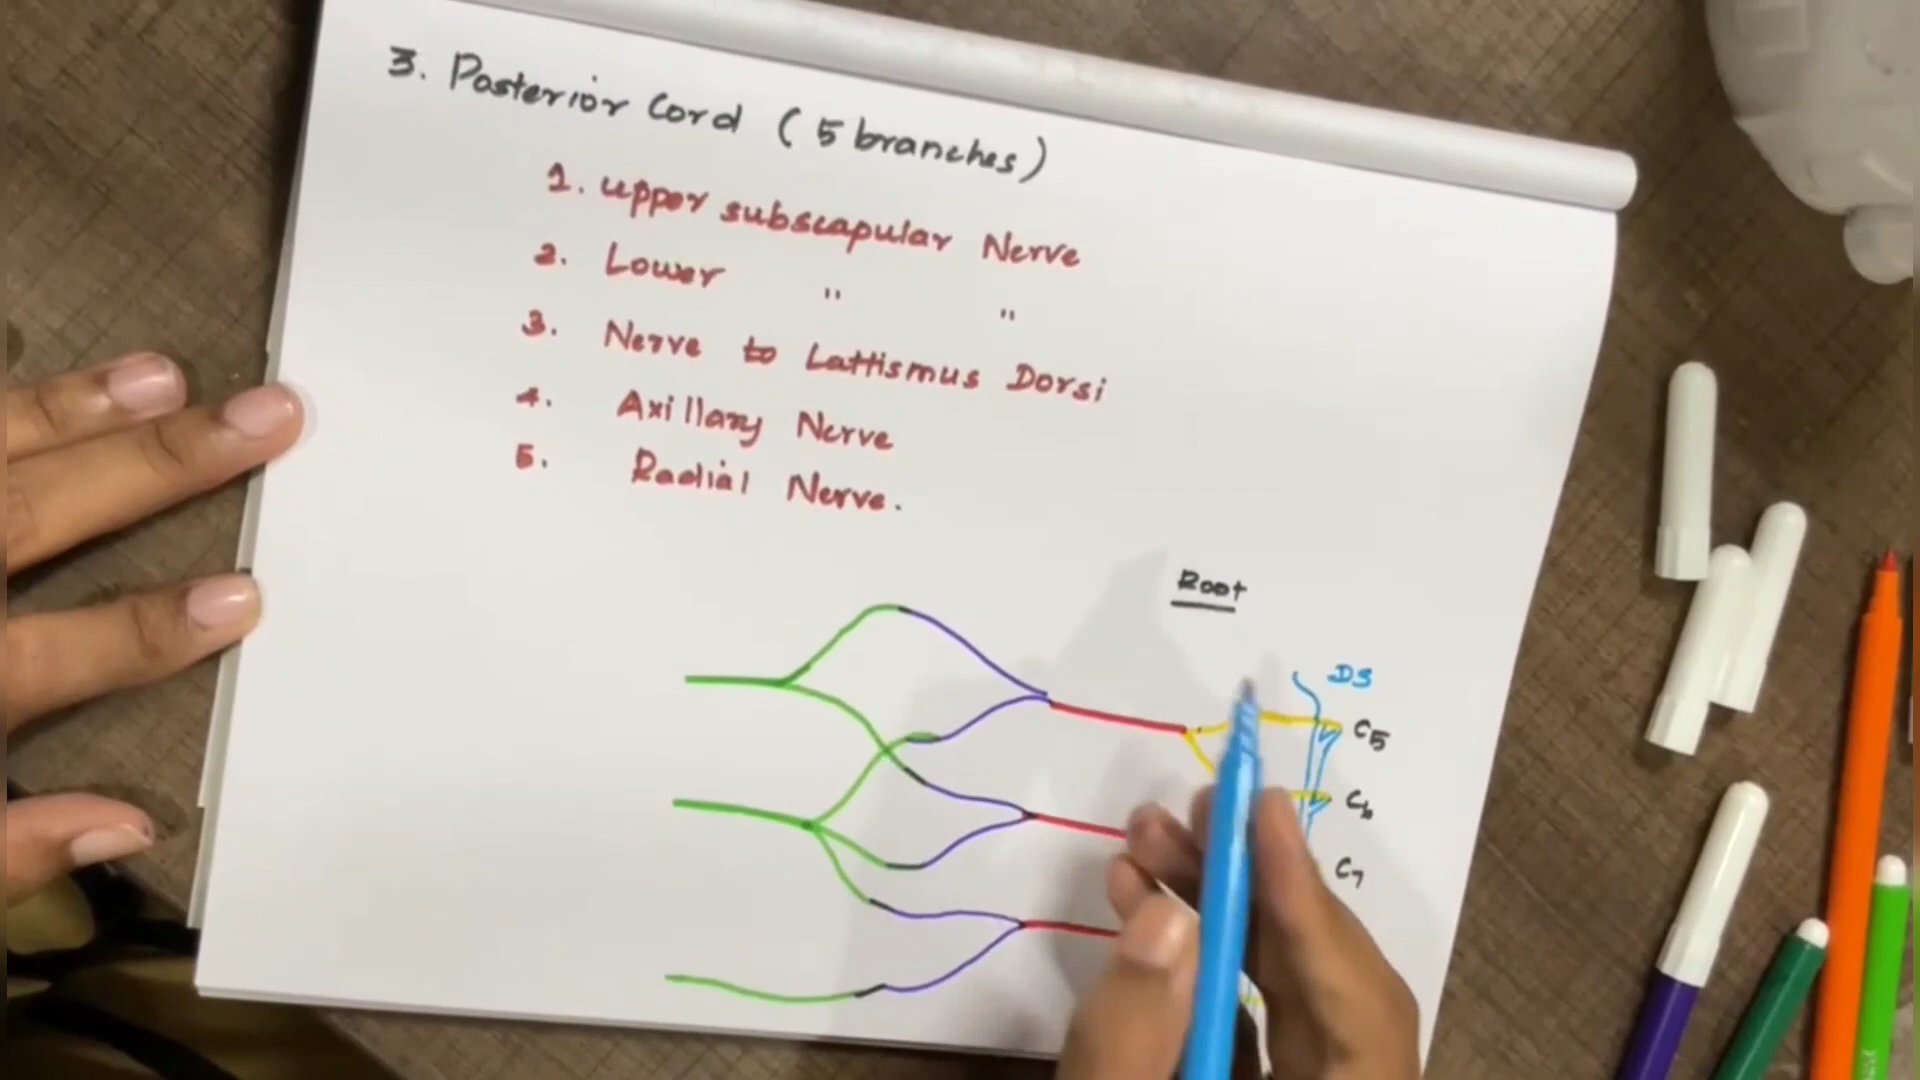 3. Posterior Cord (5 branches)
1. upper subscapular Nerve
2. Lower " "
3. Nerve to Lattismus Dorsi
4. Axillary Nerve
5. Radial Nerve.
Root
DS
C5
C6
C7